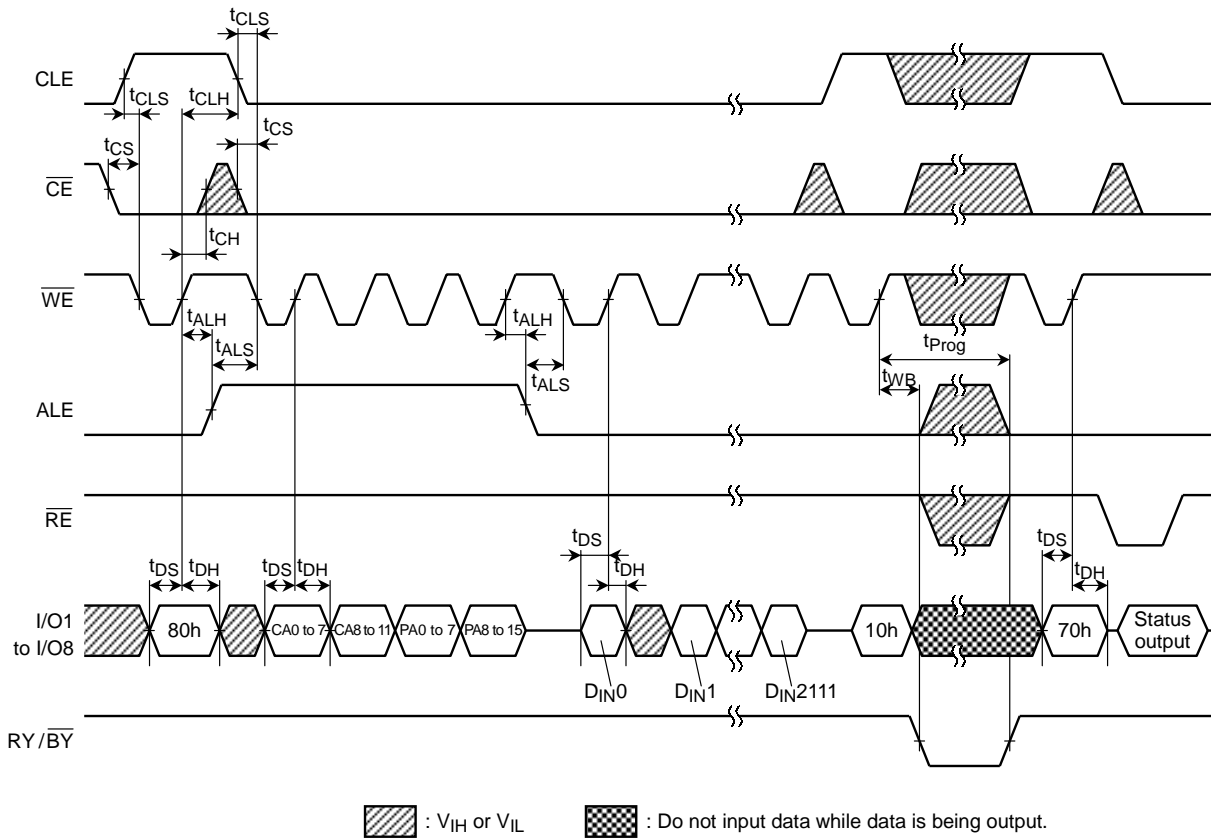 tCLS
CLE
tCLS tCLH
tCS tCS
CE
tCH
WE
tALH tALH tProg
tALS tALS tWB
ALE
RE
tDS tDH tDS tDH tDS tDH tDS tDH
I/O1 to I/O8
80h CA0 to 7 CA8 to 11 PA0 to 7 PA8 to 15 10h 70h Status output
DIN0 DIN1 DIN2111
RY/BY
: VIH or VIL : Do not input data while data is being output.